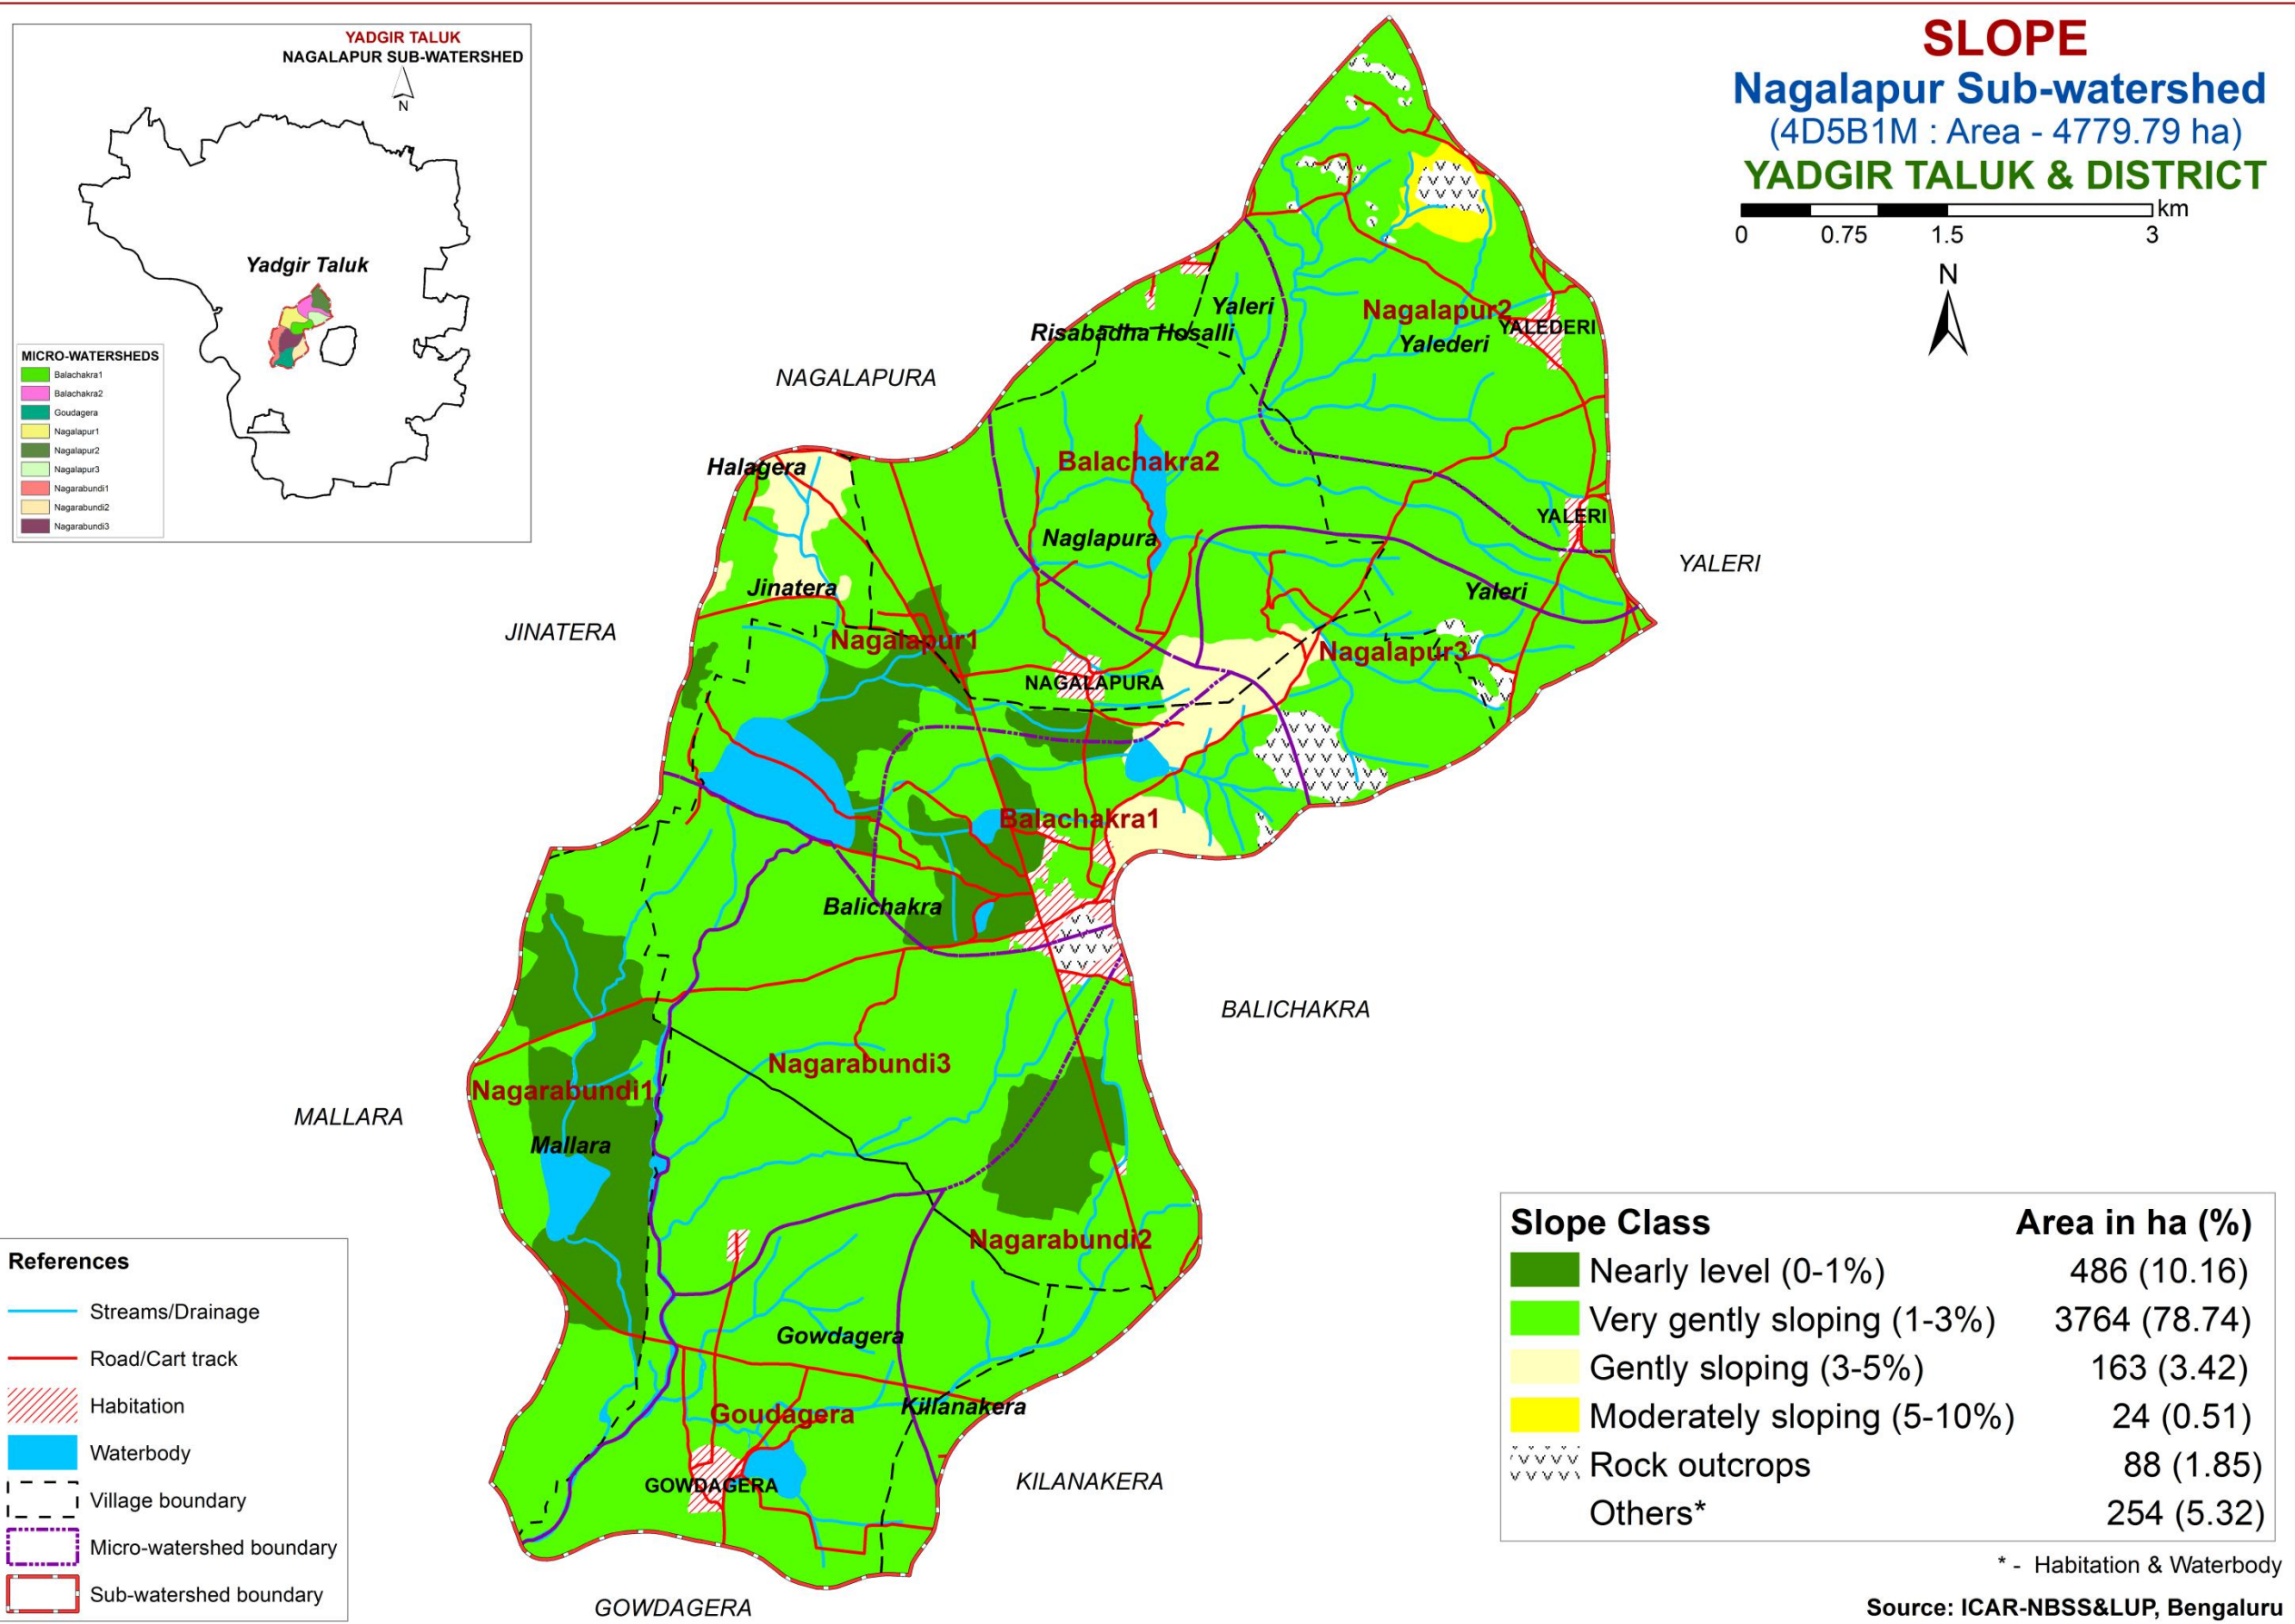 YADGIR TALUK
NAGALAPUR SUB-WATERSHED
N
Yadgir Taluk
MICRO-WATERSHEDS
Balachakra1
Balachakra2
Goudagera
Nagalapur1
Nagalapur2
Nagalapur3
Nagarabundi1
Nagarabundi2
Nagarabundi3
SLOPE
Nagalapur Sub-watershed
(4D5B1M : Area - 4779.79 ha)
YADGIR TALUK & DISTRICT
km
0 0.75 1.5 3
N
Yaleri
Nagalapur2
Risabadha Hosalli
YALEDERI
Yalederi
NAGALAPURA
Halagera
Balachakra2
YALERI
Naglapura
YALERI
Jinatera
Yaleri
JINATERA
Nagalapur1
Nagalapur3
NAGALAPURA
Balachakra1
Balichakra
BALICHAKRA
Nagarabundi3
Nagarabundi1
MALLARA
Mallara
Nagarabundi2
Gowdagera
Killanakera
Goudagera
GOWDAGERA
KILANAKERA
GOWDAGERA
References
Streams/Drainage
Road/Cart track
Habitation
Waterbody
Village boundary
Micro-watershed boundary
Sub-watershed boundary
Slope Class Area in ha (%)
Nearly level (0-1%) 486 (10.16)
Very gently sloping (1-3%) 3764 (78.74)
Gently sloping (3-5%) 163 (3.42)
Moderately sloping (5-10%) 24 (0.51)
Rock outcrops 88 (1.85)
Others* 254 (5.32)
* - Habitation & Waterbody
Source: ICAR-NBSS&LUP, Bengaluru